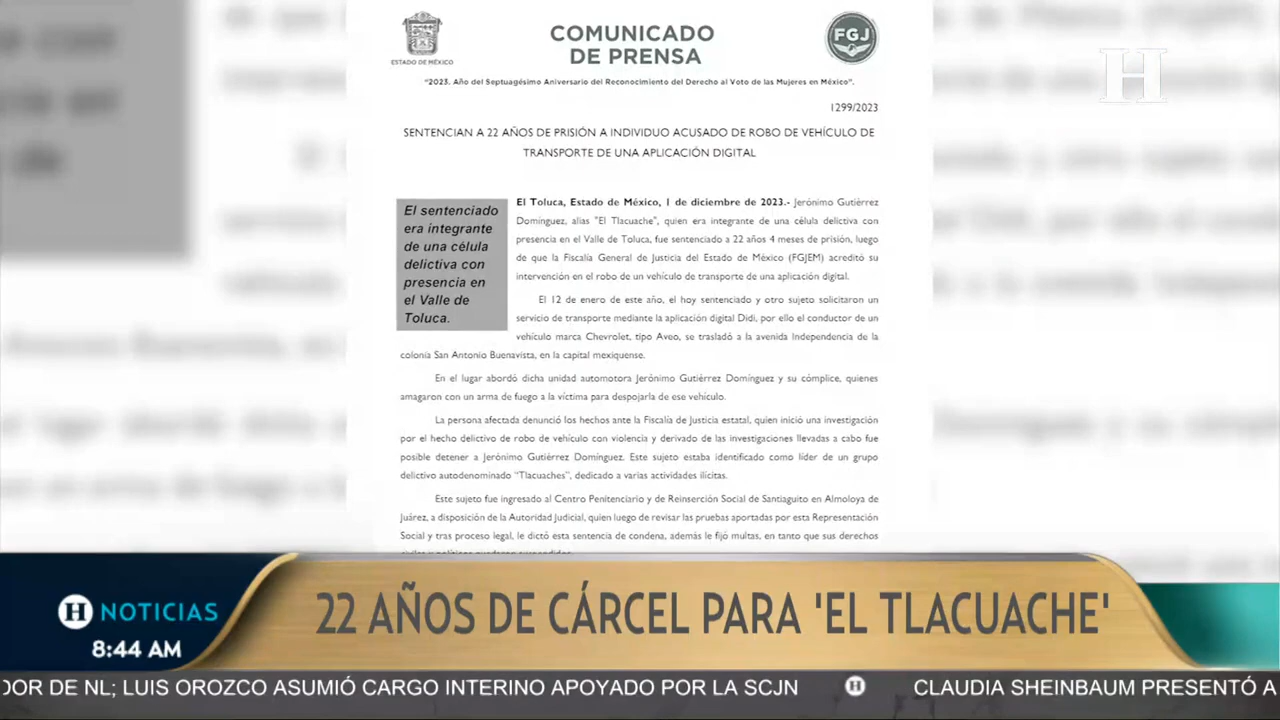 ESTADO DE MÉXICO
COMUNICADO
DE PRENSA
FGJ
H
"2023. Año del Septuagésimo Aniversario del Reconocimiento del Derecho al Voto de las Mujeres en México".
1299/2023
SENTENCIAN A 22 AÑOS DE PRISIÓN A INDIVIDUO ACUSADO DE ROBO DE VEHÍCULO DE
TRANSPORTE DE UNA APLICACIÓN DIGITAL
El sentenciado
era integrante
de una célula
delictiva con
presencia en
el Valle de
Toluca.
El Toluca, Estado de México, 1 de diciembre de 2023.- Jerónimo Gutiérrez
Domínguez, alias "El Tlacuache", quien era integrante de una célula delictiva con
presencia en el Valle de Toluca, fue sentenciado a 22 años 4 meses de prisión, luego
de que la Fiscalía General de Justicia del Estado de México (FGJEM) acreditó su
intervención en el robo de un vehículo de transporte de una aplicación digital.
El 12 de enero de este año, el hoy sentenciado y otro sujeto solicitaron un
servicio de transporte mediante la aplicación digital Didi, por ello el conductor de un
vehículo marca Chevrolet, tipo Aveo, se trasladó a la avenida Independencia de la
colonia San Antonio Buenavista, en la capital mexiquense.
En el lugar abordó dicha unidad automotora Jerónimo Gutiérrez Domínguez y su cómplice, quienes
amagaron con un arma de fuego a la víctima para despojarla de ese vehículo.
La persona afectada denunció los hechos ante la Fiscalía de Justicia estatal, quien inició una investigación
por el hecho delictivo de robo de vehículo con violencia y derivado de las investigaciones llevadas a cabo fue
posible detener a Jerónimo Gutiérrez Domínguez. Este sujeto estaba identificado como líder de un grupo
delictivo autodenominado "Tlacuaches", dedicado a varias actividades ilícitas.
Este sujeto fue ingresado al Centro Penitenciario y de Reinserción Social de Santiaguito en Almoloya de
Juárez, a disposición de la Autoridad Judicial, quien luego de revisar las pruebas aportadas por esta Representación
Social y tras proceso legal, le dictó esta sentencia de condena, además le fijó multas, en tanto que sus derechos
22 AÑOS DE CÁRCEL PARA 'EL TLACUACHE'
H NOTICIAS
8:44 AM
DOR DE NL; LUIS OROZCO ASUMIÓ CARGO INTERINO APOYADO POR LA SCJN H CLAUDIA SHEINBAUM PRESENTÓ A